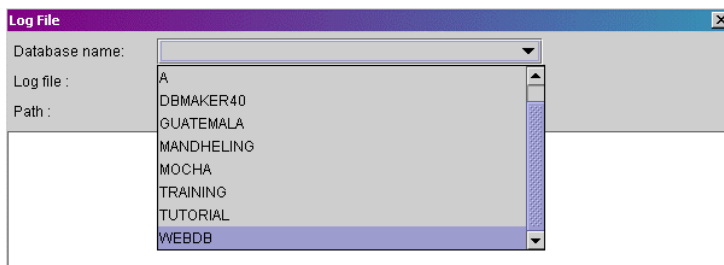 Log File
Database name:
Log file :
Path :
A
DBMAKER40
GUATEMALA
MANDHELING
MOCHA
TRAINING
TUTORIAL
WEBDB